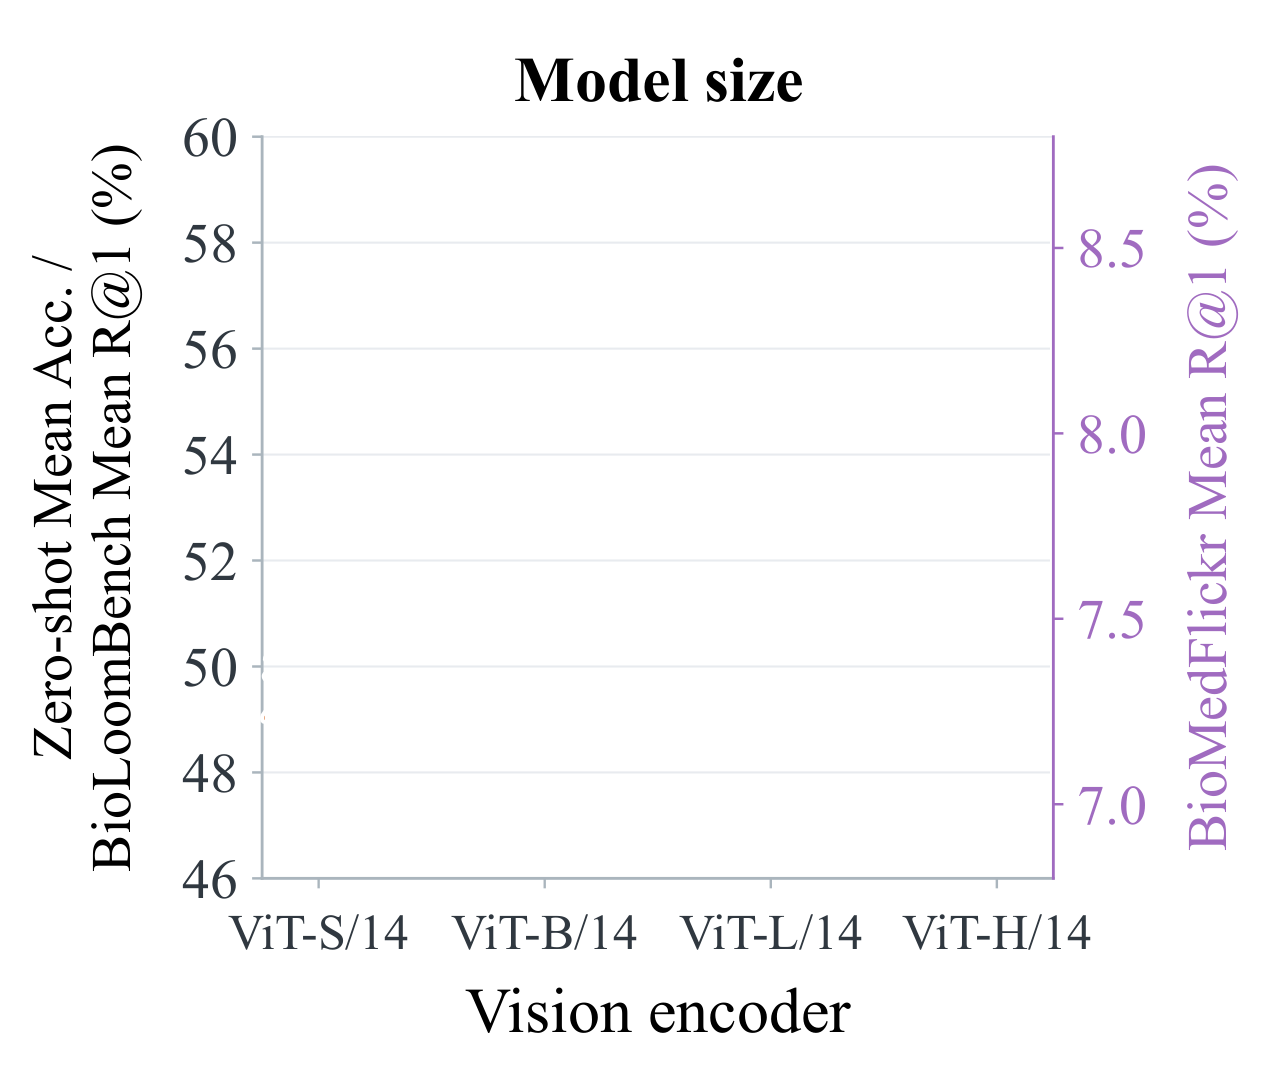 Model size
Zero-shot Mean Acc. /
BioLoomBench Mean R@1 (%)
60
58
56
54
52
50
48
46
8.5
8.0
7.5
7.0
BioMedFlickr Mean R@1 (%)
ViT-S/14
ViT-B/14
ViT-L/14
ViT-H/14
Vision encoder